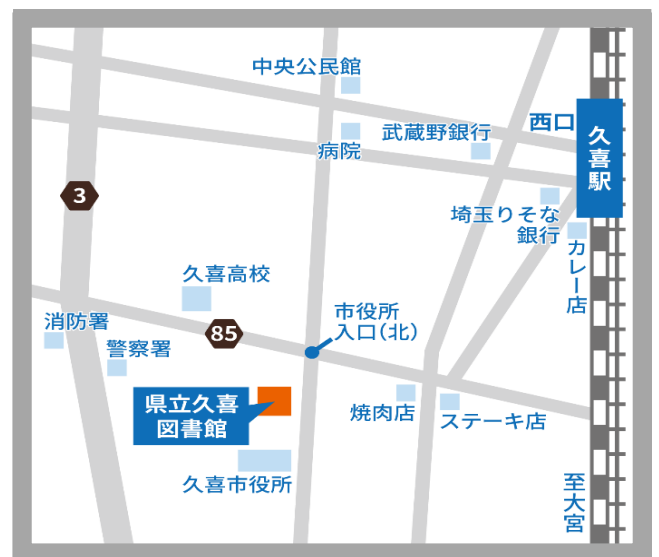 中央公民館
病院
武蔵野銀行
西口
久喜駅
3
埼玉りそな
銀行
カレー店
久喜高校
市役所
入口(北)
消防署
85
警察署
県立久喜
図書館
焼肉店
ステーキ店
久喜市役所
至大宮